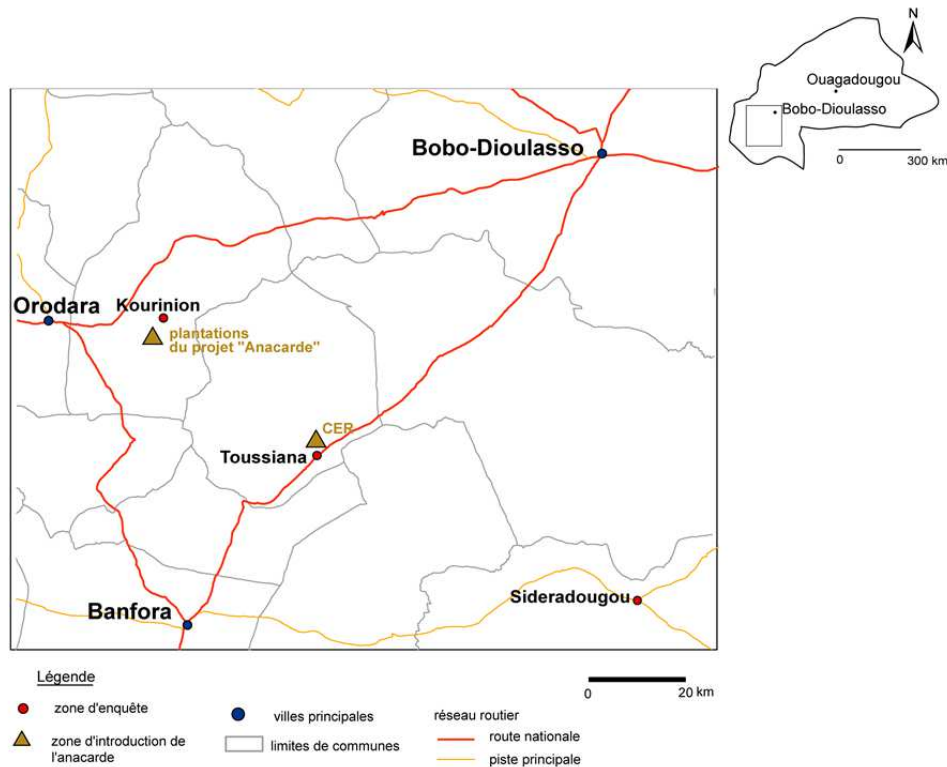 N
Ouagadougou
Bobo-Dioulasso
0 300 km
Bobo-Dioulasso
Orodara
Kourinion
plantations
du projet "Anacarde"
CER
Toussiana
Sideradougou
Banfora
0 20 km
Légende
zone d'enquête
villes principales
réseau routier
zone d'introduction de
l'anacarde
limites de communes
route nationale
piste principale